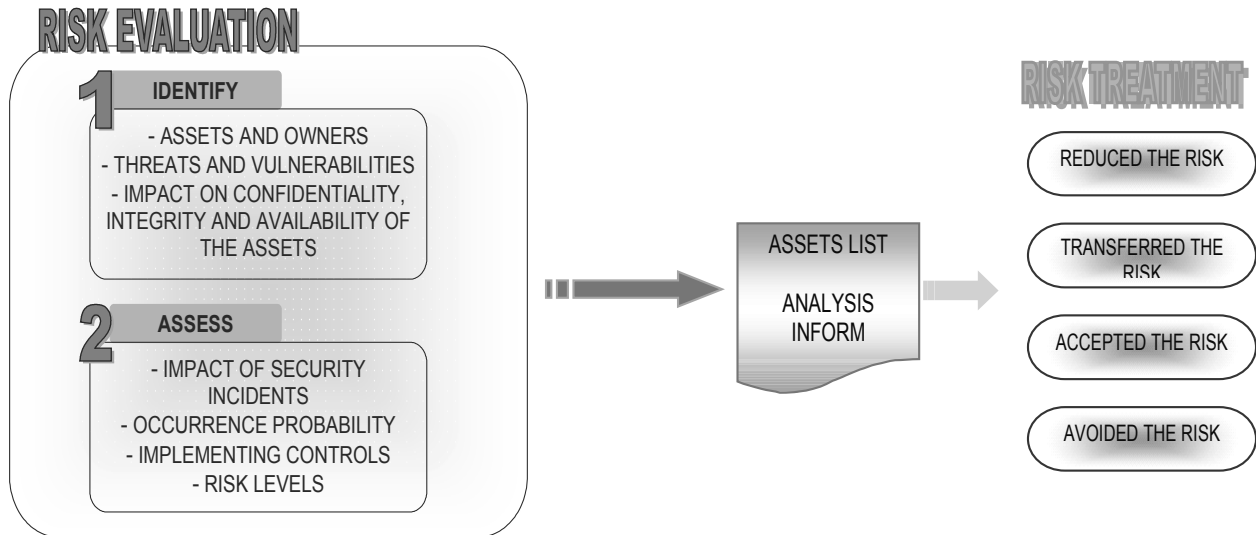 RISK EVALUATION
1
IDENTIFY
- ASSETS AND OWNERS
- THREATS AND VULNERABILITIES
- IMPACT ON CONFIDENTIALITY,
INTEGRITY AND AVAILABILITY OF
THE ASSETS
2
ASSESS
- IMPACT OF SECURITY
INCIDENTS
- OCCURRENCE PROBABILITY
- IMPLEMENTING CONTROLS
- RISK LEVELS
ASSETS LIST
ANALYSIS
INFORM
RISK TREATMENT
REDUCED THE RISK
TRANSFERRED THE
RISK
ACCEPTED THE RISK
AVOIDED THE RISK